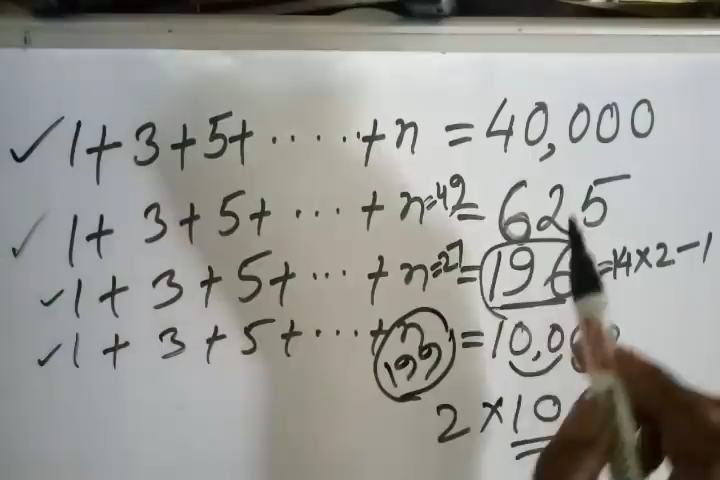 ✓ 1+3+5+.....+n = 40,000
✓ 1+3+5+...+n=49= 625
✓ 1+3+5+...+n=27= 196 =14×2-1
✓ 1+3+5+...+n = 10,0
199
2×10